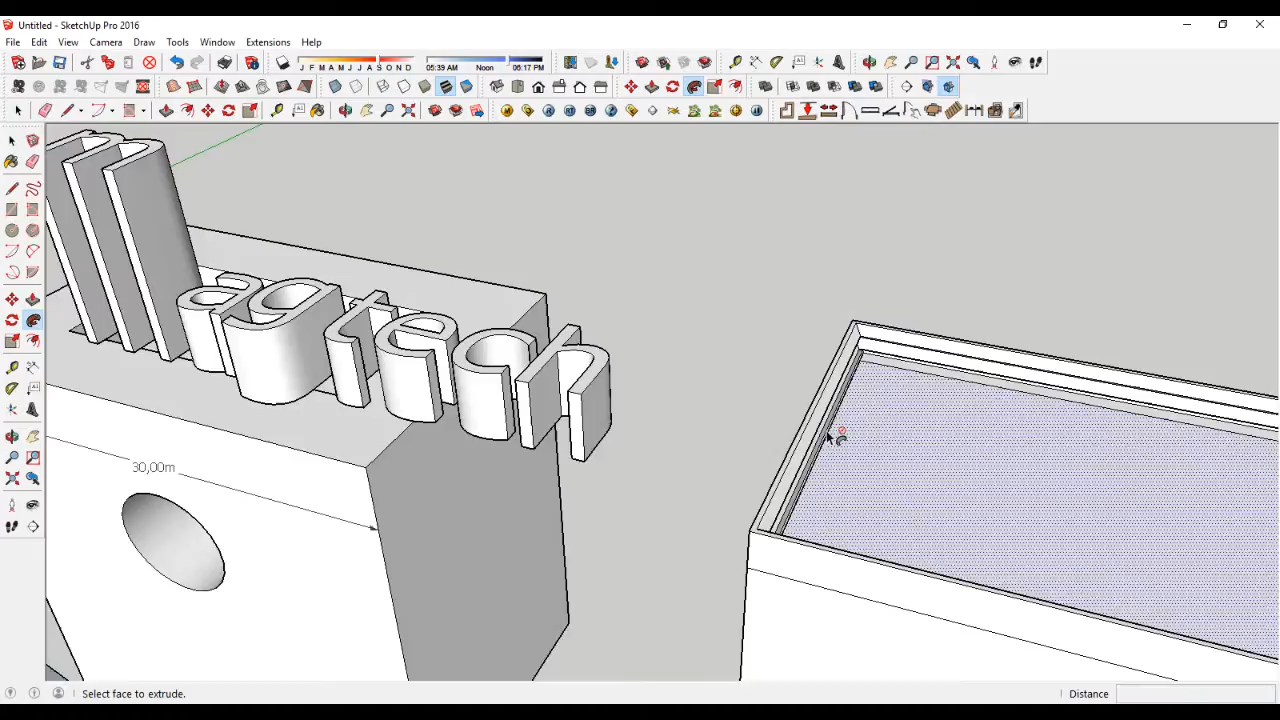 Untitled - SketchUp Pro 2016
File Edit View Camera Draw Tools Window Extensions Help
J F M A M J J A S O N D
05:39 AM Noon 06:17 PM
Magtech
30,00m
Select face to extrude.
Distance